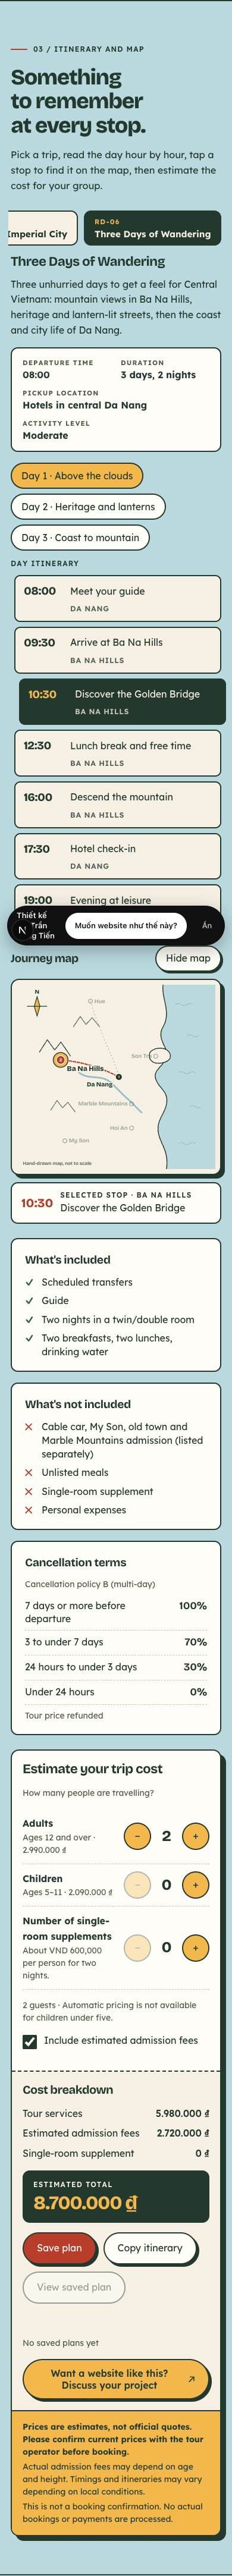 03 / ITINERARY AND MAP
Something
to remember
at every stop.
Pick a trip, read the day hour by hour, tap a
stop to find it on the map, then estimate the
cost for your group.
Imperial City
RD-06
Three Days of Wandering
Three Days of Wandering
Three unhurried days to get a feel for Central
Vietnam: mountain views in Ba Na Hills,
heritage and lantern-lit streets, then the coast
and city life of Da Nang.
DEPARTURE TIME
08:00
DURATION
3 days, 2 nights
PICKUP LOCATION
Hotels in central Da Nang
ACTIVITY LEVEL
Moderate
Day 1 · Above the clouds
Day 2 · Heritage and lanterns
Day 3 · Coast to mountain
DAY ITINERARY
08:00 Meet your guide
DA NANG
09:30 Arrive at Ba Na Hills
BA NA HILLS
10:30 Discover the Golden Bridge
BA NA HILLS
12:30 Lunch break and free time
BA NA HILLS
16:00 Descend the mountain
BA NA HILLS
17:30 Hotel check-in
DA NANG
19:00 Evening at leisure
Thiết kế
Trần
Tiến
N
Muốn website như thế này?
Ẩn
Journey map
Hide map
N
Hue
Ba Na Hills
Da Nang
Son Tra
Marble Mountains
Hoi An
My Son
Hand-drawn map, not to scale
10:30
SELECTED STOP · BA NA HILLS
Discover the Golden Bridge
What's included
Scheduled transfers
Guide
Two nights in a twin/double room
Two breakfasts, two lunches,
drinking water
What's not included
Cable car, My Son, old town and
Marble Mountains admission (listed
separately)
Unlisted meals
Single-room supplement
Personal expenses
Cancellation terms
Cancellation policy B (multi-day)
7 days or more before
departure 100%
3 to under 7 days 70%
24 hours to under 3 days 30%
Under 24 hours 0%
Tour price refunded
Estimate your trip cost
How many people are travelling?
Adults
Ages 12 and over ·
2.990.000 ₫
− 2 +
Children
Ages 5–11 · 2.090.000 ₫
− 0 +
Number of single-
room supplements
About VND 600,000
per person for two
nights.
− 0 +
2 guests · Automatic pricing is not available
for children under five.
Include estimated admission fees
Cost breakdown
Tour services 5.980.000 ₫
Estimated admission fees 2.720.000 ₫
Single-room supplement 0 ₫
ESTIMATED TOTAL
8.700.000 ₫
Save plan
Copy itinerary
View saved plan
No saved plans yet
Want a website like this?
Discuss your project ↗
Prices are estimates, not official quotes.
Please confirm current prices with the tour
operator before booking.
Actual admission fees may depend on age
and height. Timings and itineraries may vary
depending on local conditions.
This is not a booking confirmation. No actual
bookings or payments are processed.